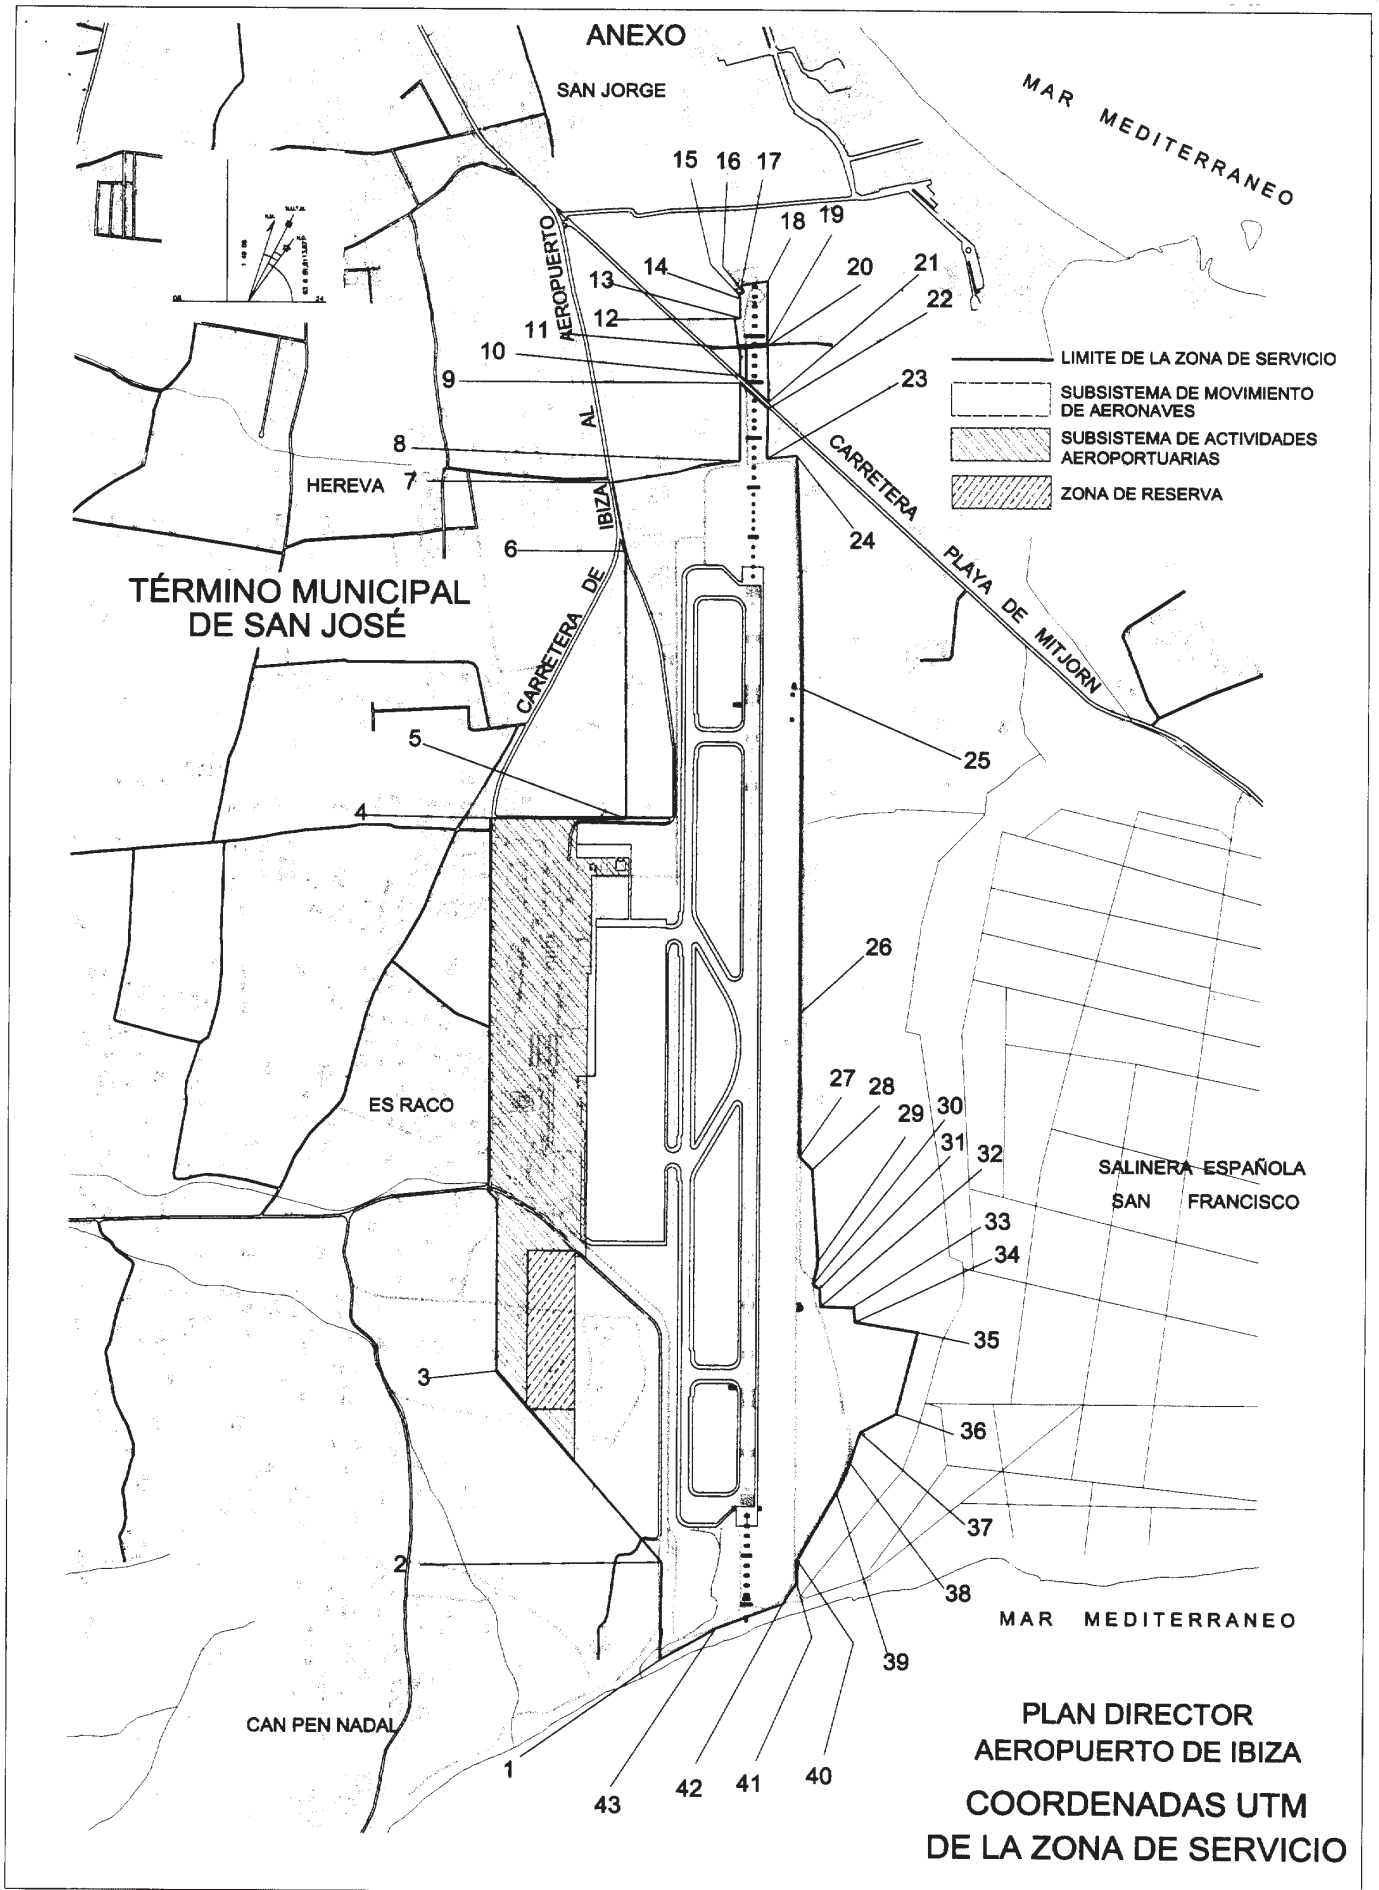 ANEXO
SAN JORGE
MAR MEDITERRANEO
15 16 17
18
19
AEROPUERTO
14
13
12
11
10
9
20
21
22
LIMITE DE LA ZONA DE SERVICIO
23
SUBSISTEMA DE MOVIMIENTO
DE AERONAVES
SUBSISTEMA DE ACTIVIDADES
AEROPORTUARIAS
ZONA DE RESERVA
8
7
HEREVA
AL
IBIZA
CARRETERA
24
6
PLAYA DE MITJORN
TÉRMINO MUNICIPAL
DE SAN JOSÉ
CARRETERA DE
5
25
4
26
27
28
29
30
31
32
ES RACO
SALINERA ESPAÑOLA
SAN FRANCISCO
33
34
35
3
36
37
2
38
MAR MEDITERRANEO
39
CAN PEN NADAL
1
43
42
41
40
PLAN DIRECTOR
AEROPUERTO DE IBIZA
COORDENADAS UTM
DE LA ZONA DE SERVICIO